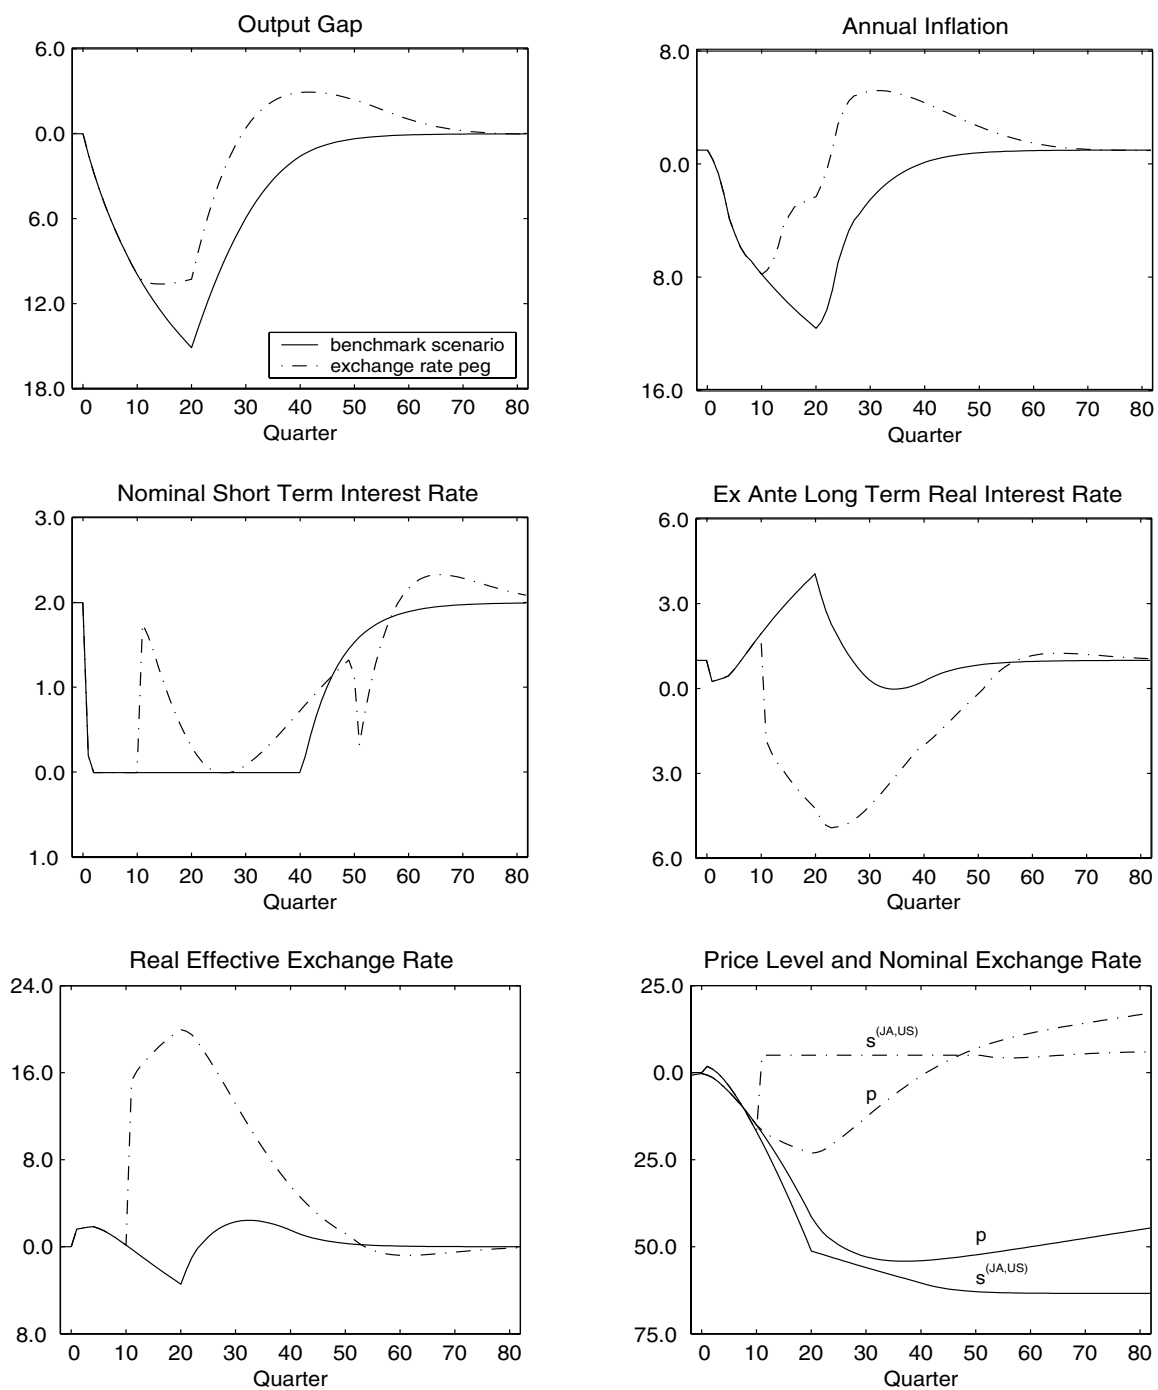 Output Gap
6.0
0.0
6.0
12.0
18.0
benchmark scenario
exchange rate peg
0 10 20 30 40 50 60 70 80
Quarter
Annual Inflation
8.0
0.0
8.0
16.0
0 10 20 30 40 50 60 70 80
Quarter
Nominal Short Term Interest Rate
3.0
2.0
1.0
0.0
1.0
0 10 20 30 40 50 60 70 80
Quarter
Ex Ante Long Term Real Interest Rate
6.0
3.0
0.0
3.0
6.0
0 10 20 30 40 50 60 70 80
Quarter
Real Effective Exchange Rate
24.0
16.0
8.0
0.0
8.0
0 10 20 30 40 50 60 70 80
Quarter
Price Level and Nominal Exchange Rate
25.0
s(JA,US)
0.0
p
25.0
p
50.0
s(JA,US)
75.0
0 10 20 30 40 50 60 70 80
Quarter